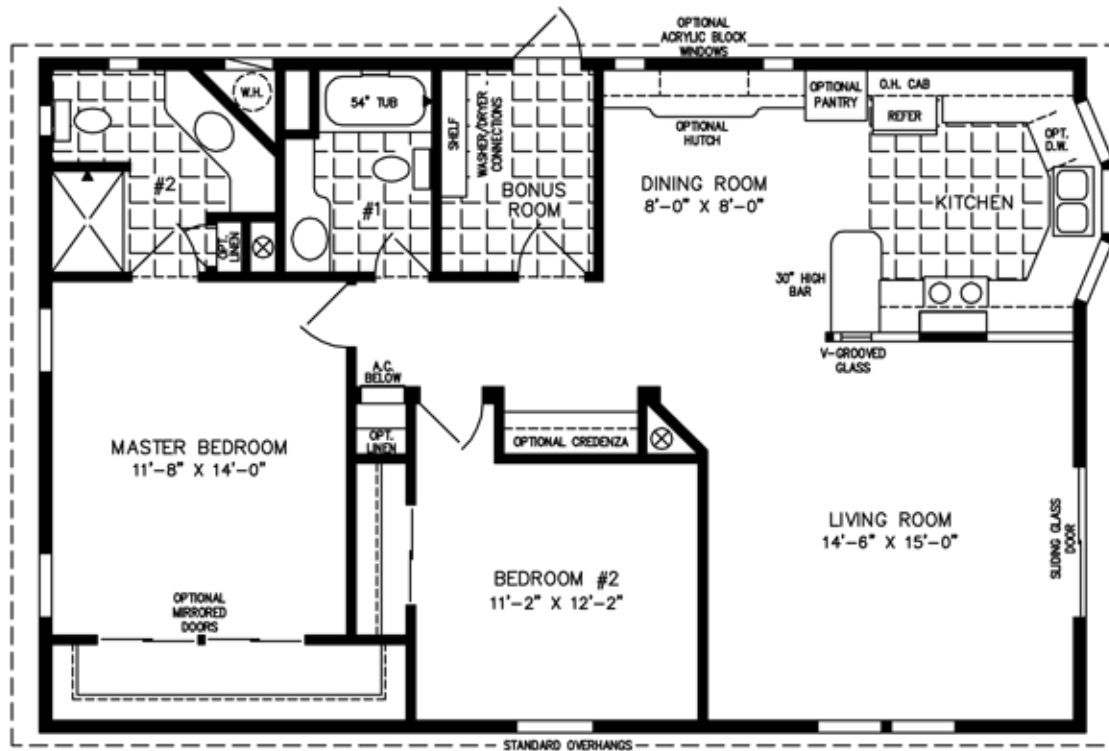 OPTIONAL
ACRYLIC BLOCK
WINDOWS
W.H.
54" TUB
SHELF
WASHER/DRYER
CONNECTIONS
OPTIONAL
HUTCH
OPTIONAL
PANTRY
O.H. CAB
REFER
OPT.
D.W.
#2
#1
BONUS
ROOM
DINING ROOM
8'-0" X 8'-0"
KITCHEN
OPT.
LINEN
30" HIGH
BAR
V-GROOVED
GLASS
A.C.
BELOW
OPT.
LINEN
OPTIONAL CREDENZA
MASTER BEDROOM
11'-8" X 14'-0"
LIVING ROOM
14'-6" X 15'-0"
SLIDING GLASS
DOOR
BEDROOM #2
11'-2" X 12'-2"
OPTIONAL
MIRRORED
DOORS
STANDARD OVERHANGS